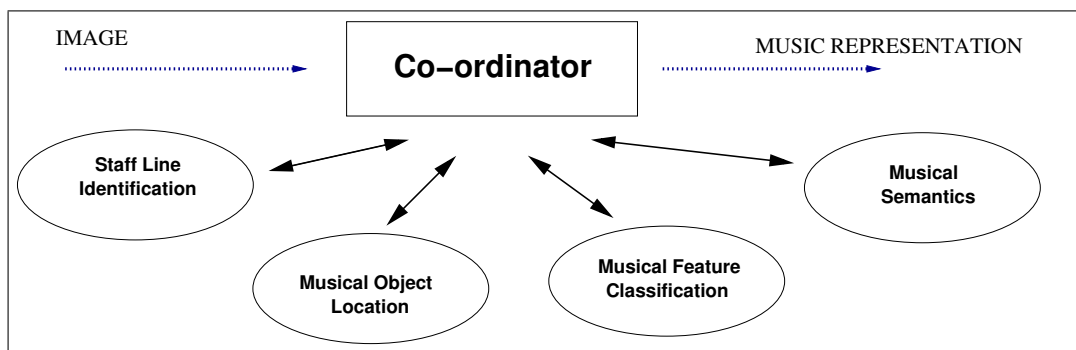 IMAGE
Co−ordinator
MUSIC REPRESENTATION
Staff Line
Identification
Musical Object
Location
Musical Feature
Classification
Musical
Semantics